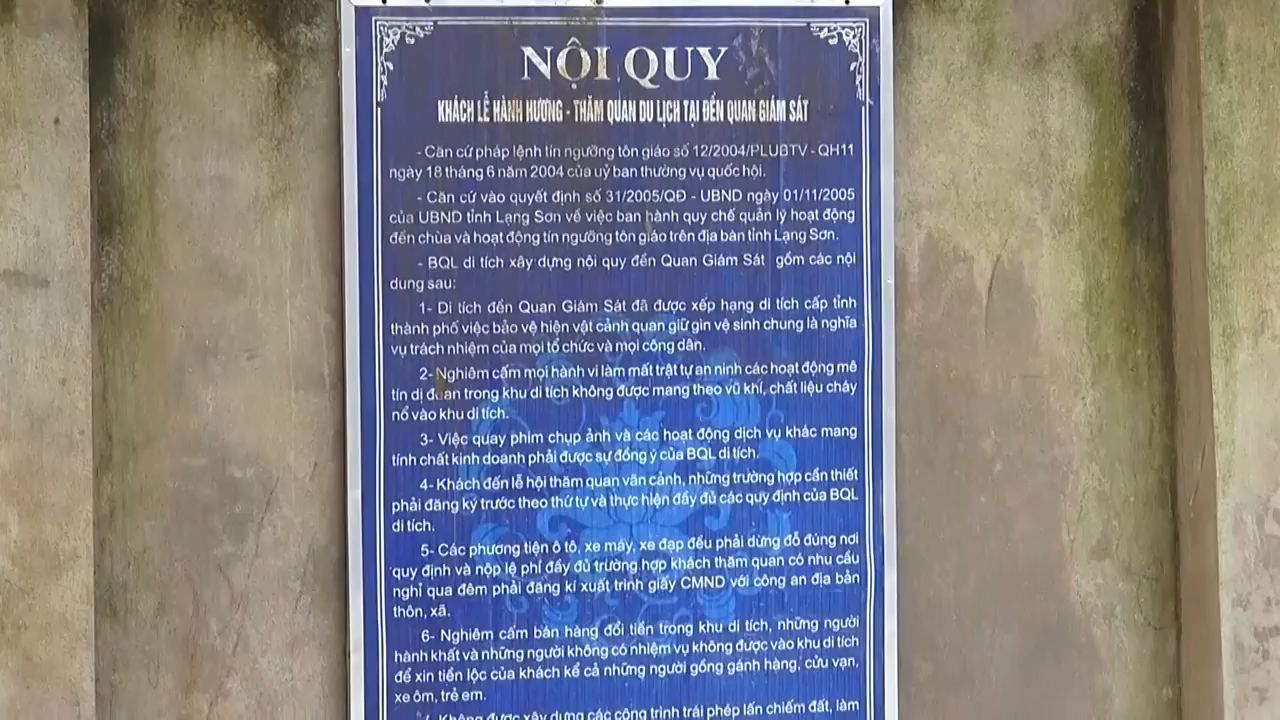 NỘI QUY
KHÁCH LỄ HÀNH HƯƠNG - THĂM QUAN DU LỊCH TẠI ĐỀN QUAN GIÁM SÁT
- Căn cứ pháp lệnh tín ngưỡng tôn giáo số 12/2004/PLUBTV - QH11
ngày 18 tháng 6 năm 2004 của uỷ ban thường vụ quốc hội.
- Căn cứ vào quyết định số 31/2005/QĐ - UBND ngày 01/11/2005
của UBND tỉnh Lạng Sơn về việc ban hành quy chế quản lý hoạt động
đền chùa và hoạt động tín ngưỡng tôn giáo trên địa bàn tỉnh Lạng Sơn.
- BQL di tích xây dựng nội quy đền Quan Giám Sát gồm các nội
dung sau:
1- Di tích đền Quan Giám Sát đã được xếp hạng di tích cấp tỉnh
thành phố việc bảo vệ hiện vật cảnh quan giữ gìn vệ sinh chung là nghĩa
vụ trách nhiệm của mọi tổ chức và mọi công dân.
2- Nghiêm cấm mọi hành vi làm mất trật tự an ninh các hoạt động mê
tín dị đoan trong khu di tích không được mang theo vũ khí, chất liệu cháy
nổ vào khu di tích.
3- Việc quay phim chụp ảnh và các hoạt động dịch vụ khác mang
tính chất kinh doanh phải được sự đồng ý của BQL di tích.
4- Khách đến lễ hội thăm quan vãn cảnh, những trường hợp cần thiết
phải đăng ký trước theo thứ tự và thực hiện đầy đủ các quy định của BQL
di tích.
5- Các phương tiện ô tô, xe máy, xe đạp đều phải dừng đỗ đúng nơi
quy định và nộp lệ phí đầy đủ trường hợp khách thăm quan có nhu cầu
nghỉ qua đêm phải đăng kí xuất trình giấy CMND với công an địa bàn
thôn, xã.
6- Nghiêm cấm bán hàng đổi tiền trong khu di tích, những người
hành khất và những người không có nhiệm vụ không được vào khu di tích
để xin tiền lộc của khách kể cả những người gồng gánh hàng, cửu vạn,
xe ôm, trẻ em.
7- Không được xây dựng các công trình trái phép lấn chiếm đất, làm